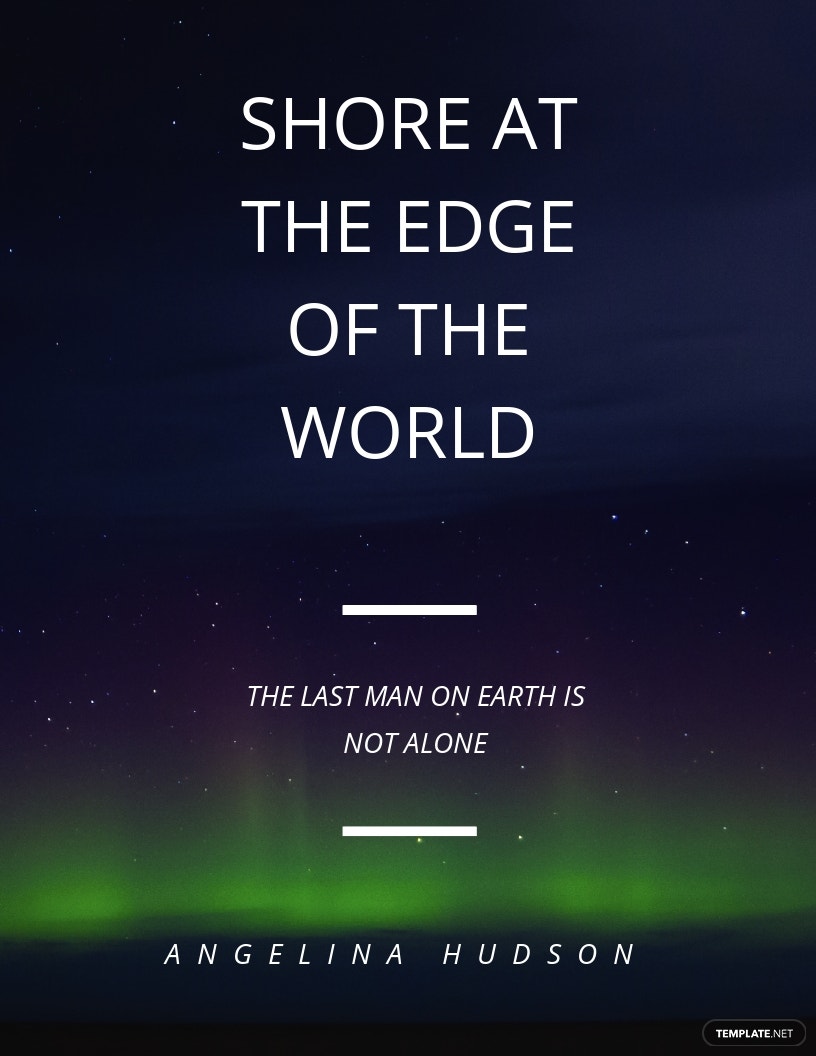 SHORE AT
THE EDGE
OF THE
WORLD
THE LAST MAN ON EARTH IS
NOT ALONE
ANGELINA HUDSON
TEMPLATE.NET